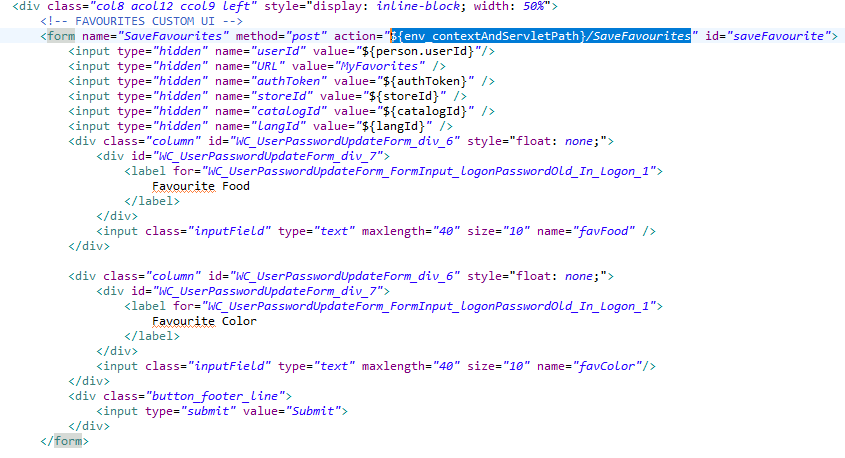 <div class="col8 acol12 ccol9 left" style="display: inline-block; width: 50%">
<!-- FAVOURITES CUSTOM UI -->
<form name="SaveFavourites" method="post" action="${env_contextAndServletPath}/SaveFavourites" id="saveFavourite">
<input type="hidden" name="userId" value="${person.userId}"/>
<input type="hidden" name="URL" value="MyFavorites" />
<input type="hidden" name="authToken" value="${authToken}" />
<input type="hidden" name="storeId" value="${storeId}" />
<input type="hidden" name="catalogId" value="${catalogId}" />
<input type="hidden" name="langId" value="${langId}" />
<div class="column" id="WC_UserPasswordUpdateForm_div_6" style="float: none;">
<div id="WC_UserPasswordUpdateForm_div_7">
<label for="WC_UserPasswordUpdateForm_FormInput_logonPasswordOld_In_Logon_1">
Favourite Food
</label>
</div>
<input class="inputField" type="text" maxlength="40" size="10" name="favFood" />
</div>
<div class="column" id="WC_UserPasswordUpdateForm_div_6" style="float: none;">
<div id="WC_UserPasswordUpdateForm_div_7">
<label for="WC_UserPasswordUpdateForm_FormInput_logonPasswordOld_In_Logon_1">
Favourite Color
</label>
</div>
<input class="inputField" type="text" maxlength="40" size="10" name="favColor"/>
</div>
<div class="button_footer_line">
<input type="submit" value="Submit">
</div>
</form>